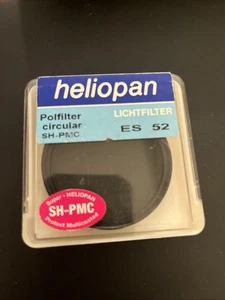 heliopan
Polfilter
circular
SH-PMC
LICHTFILTER
ES 52
Super - HELIOPAN
SH-PMC
Protect Multicoated